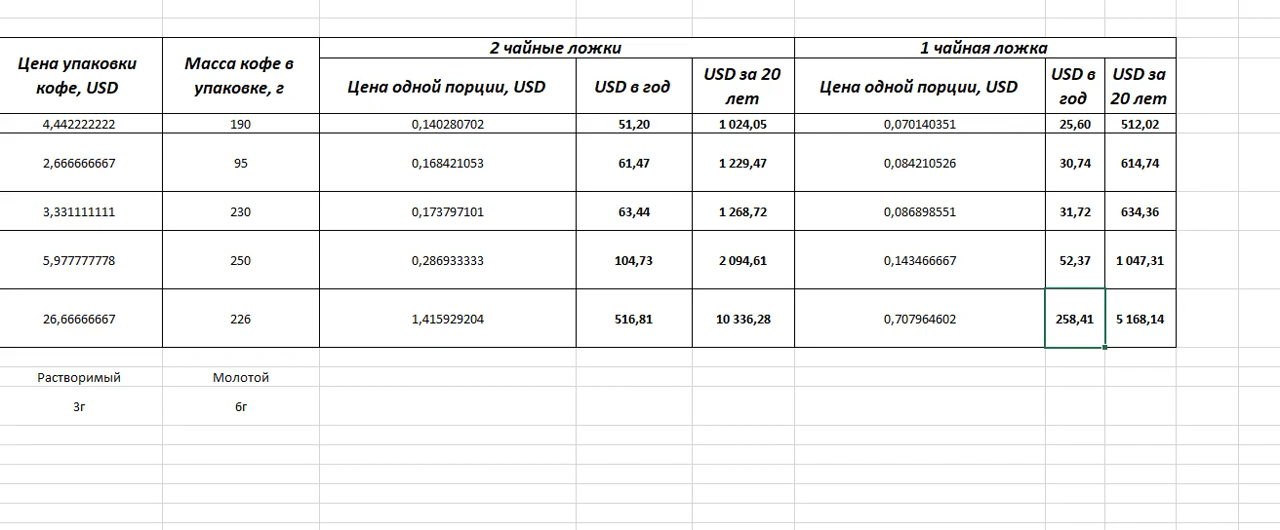 2 чайные ложки 1 чайная ложка
Цена упаковки кофе, USD Масса кофе в упаковке, г Цена одной порции, USD USD в год USD за 20 лет Цена одной порции, USD USD в год USD за 20 лет
4,442222222 190 0,140280702 51,20 1 024,05 0,070140351 25,60 512,02
2,666666667 95 0,168421053 61,47 1 229,47 0,084210526 30,74 614,74
3,331111111 230 0,173797101 63,44 1 268,72 0,086898551 31,72 634,36
5,977777778 250 0,286933333 104,73 2 094,61 0,143466667 52,37 1 047,31
26,66666667 226 1,415929204 516,81 10 336,28 0,707964602 258,41 5 168,14
Растворимый Молотой
3г 6г